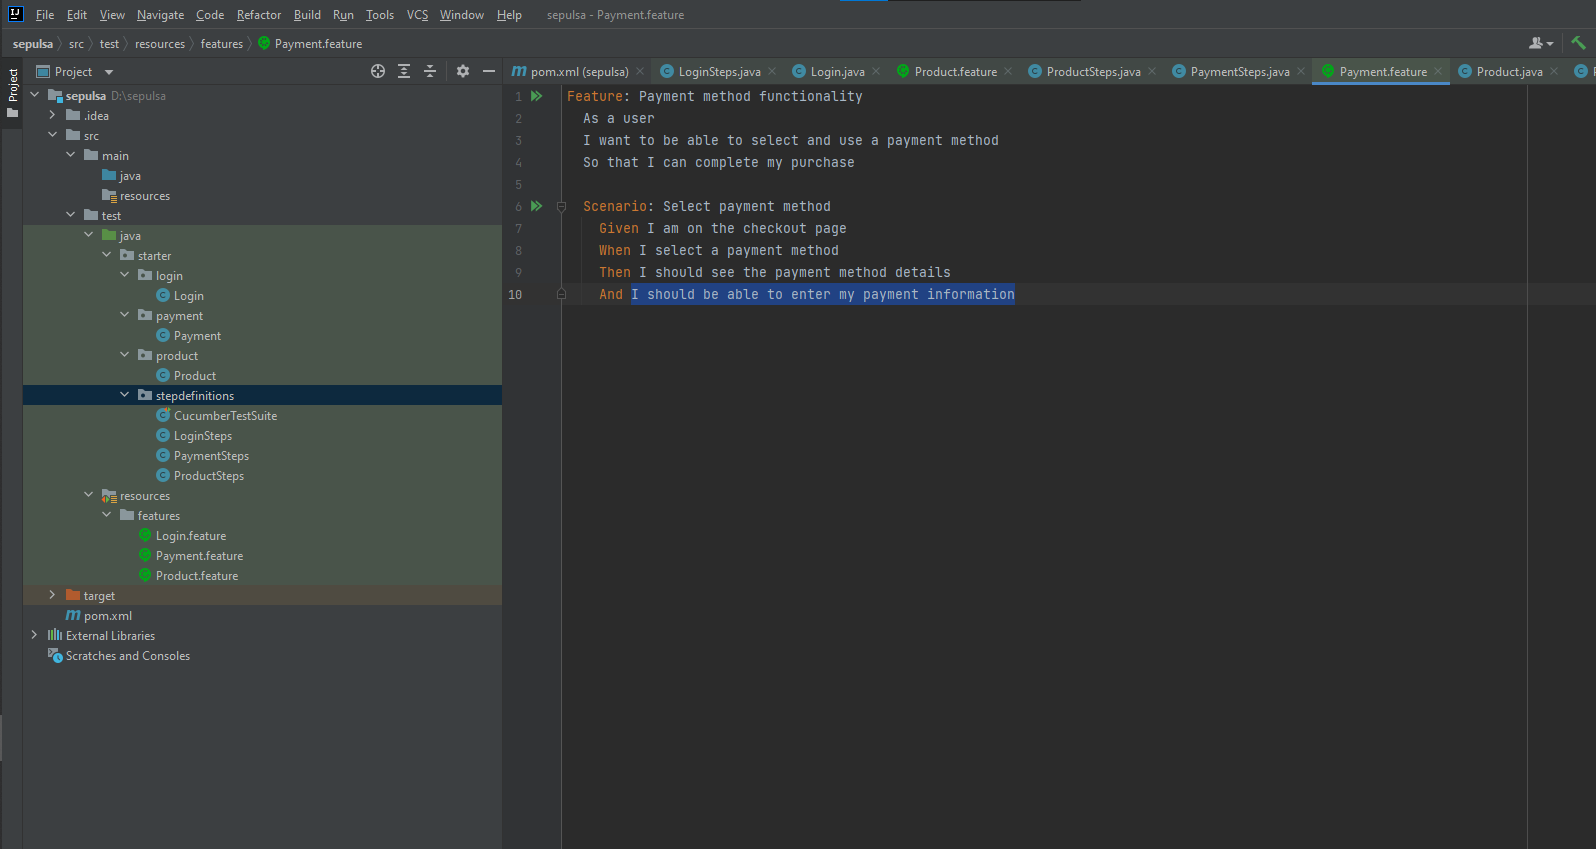 IJ File Edit View Navigate Code Refactor Build Run Tools VCS Window Help sepulsa - Payment.feature
sepulsa src test resources features Payment.feature
Project
Project
pom.xml (sepulsa) LoginSteps.java Login.java Product.feature ProductSteps.java PaymentSteps.java Payment.feature Product.java
sepulsa D:\sepulsa
.idea
src
main
java
resources
test
java
starter
login
Login
payment
Payment
product
Product
stepdefinitions
CucumberTestSuite
LoginSteps
PaymentSteps
ProductSteps
resources
features
Login.feature
Payment.feature
Product.feature
target
pom.xml
External Libraries
Scratches and Consoles
1 Feature: Payment method functionality
2 As a user
3 I want to be able to select and use a payment method
4 So that I can complete my purchase
5
6 Scenario: Select payment method
7 Given I am on the checkout page
8 When I select a payment method
9 Then I should see the payment method details
10 And I should be able to enter my payment information